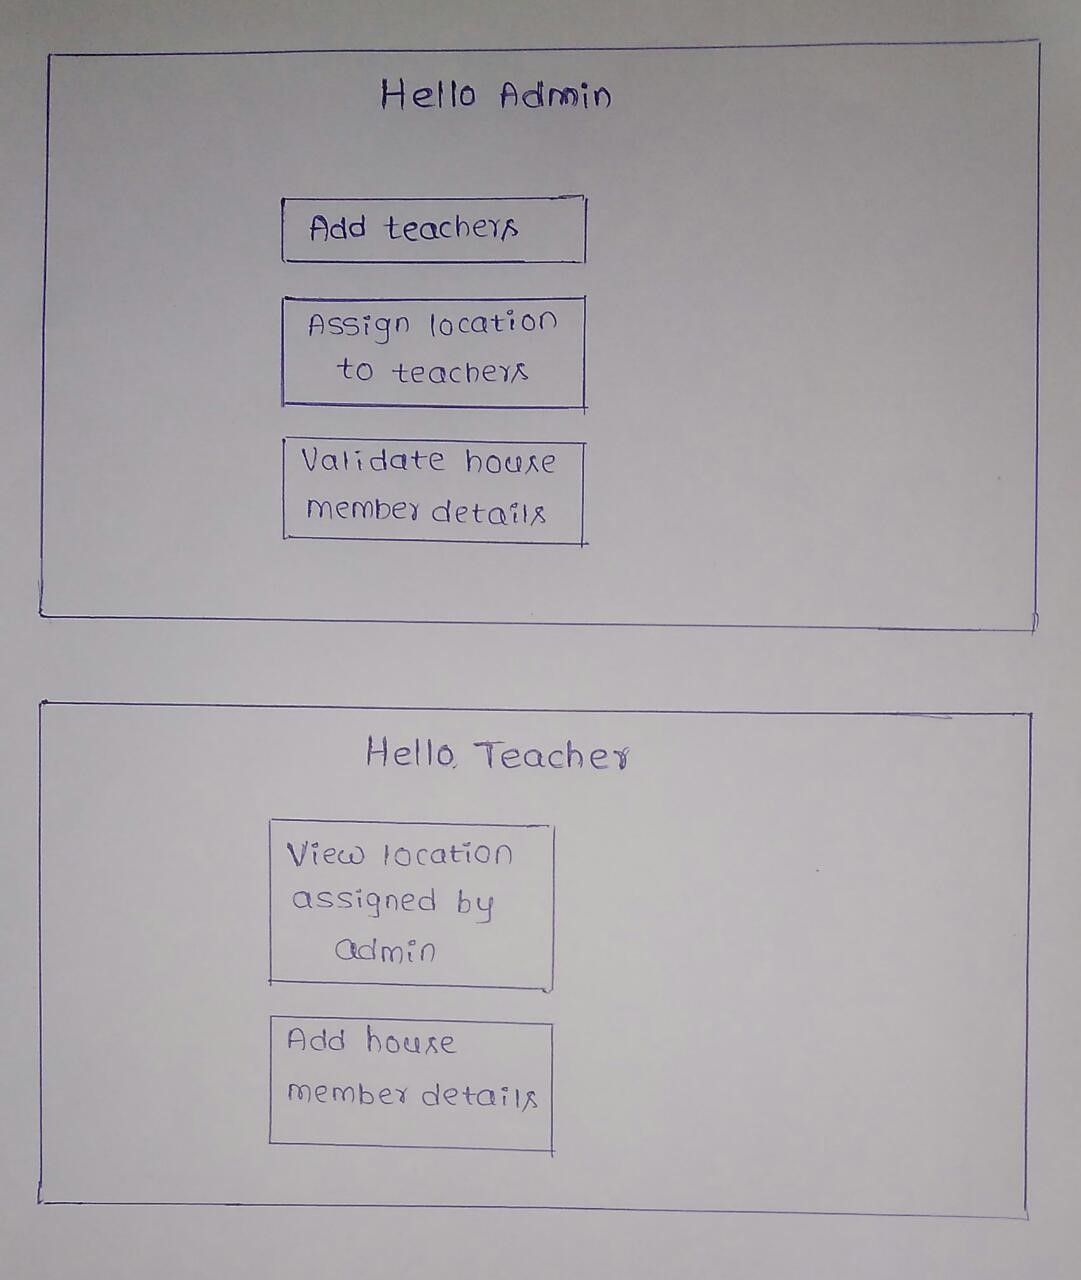 Hello Admin
Add teachers
Assign location
to teachers
Validate house
member details
Hello Teacher
View location
assigned by
admin
Add house
member details